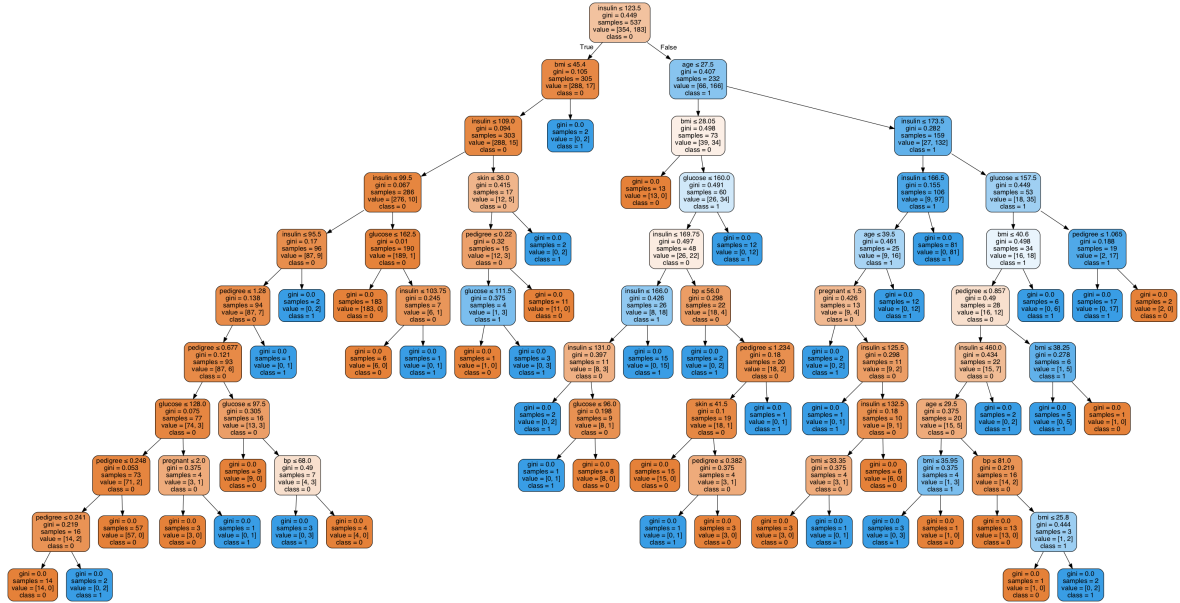 insulin ≤ 123.5
gini = 0.449
samples = 537
value = [354, 183]
class = 0
True
False
bmi ≤ 45.4
gini = 0.105
samples = 305
value = [288, 17]
class = 0
age ≤ 27.5
gini = 0.407
samples = 232
value = [66, 166]
class = 1
insulin ≤ 109.0
gini = 0.094
samples = 303
value = [288, 15]
class = 0
gini = 0.0
samples = 2
value = [0, 2]
class = 1
bmi ≤ 28.05
gini = 0.498
samples = 73
value = [39, 34]
class = 0
insulin ≤ 173.5
gini = 0.282
samples = 159
value = [27, 132]
class = 1
insulin ≤ 99.5
gini = 0.067
samples = 286
value = [276, 10]
class = 0
skin ≤ 36.0
gini = 0.415
samples = 17
value = [12, 5]
class = 0
gini = 0.0
samples = 13
value = [13, 0]
class = 0
glucose ≤ 160.0
gini = 0.491
samples = 60
value = [26, 34]
class = 1
insulin ≤ 166.5
gini = 0.155
samples = 106
value = [9, 97]
class = 1
glucose ≤ 157.5
gini = 0.449
samples = 53
value = [18, 35]
class = 1
insulin ≤ 95.5
gini = 0.17
samples = 96
value = [87, 9]
class = 0
glucose ≤ 162.5
gini = 0.01
samples = 190
value = [189, 1]
class = 0
pedigree ≤ 0.22
gini = 0.32
samples = 15
value = [12, 3]
class = 0
gini = 0.0
samples = 2
value = [0, 2]
class = 1
insulin ≤ 169.75
gini = 0.497
samples = 48
value = [26, 22]
class = 0
gini = 0.0
samples = 12
value = [0, 12]
class = 1
age ≤ 39.5
gini = 0.461
samples = 25
value = [9, 16]
class = 1
gini = 0.0
samples = 81
value = [0, 81]
class = 1
bmi ≤ 40.6
gini = 0.498
samples = 34
value = [16, 18]
class = 1
pedigree ≤ 1.065
gini = 0.188
samples = 19
value = [2, 17]
class = 1
pedigree ≤ 1.28
gini = 0.138
samples = 94
value = [87, 7]
class = 0
gini = 0.0
samples = 2
value = [0, 2]
class = 1
gini = 0.0
samples = 183
value = [183, 0]
class = 0
insulin ≤ 103.75
gini = 0.245
samples = 7
value = [6, 1]
class = 0
glucose ≤ 111.5
gini = 0.375
samples = 4
value = [1, 3]
class = 1
gini = 0.0
samples = 11
value = [11, 0]
class = 0
insulin ≤ 166.0
gini = 0.426
samples = 26
value = [8, 18]
class = 1
bp ≤ 56.0
gini = 0.298
samples = 22
value = [18, 4]
class = 0
pregnant ≤ 1.5
gini = 0.426
samples = 13
value = [9, 4]
class = 0
gini = 0.0
samples = 12
value = [0, 12]
class = 1
pedigree ≤ 0.857
gini = 0.49
samples = 28
value = [16, 12]
class = 0
gini = 0.0
samples = 6
value = [0, 6]
class = 1
gini = 0.0
samples = 17
value = [0, 17]
class = 1
gini = 0.0
samples = 2
value = [2, 0]
class = 0
pedigree ≤ 0.677
gini = 0.121
samples = 93
value = [87, 6]
class = 0
gini = 0.0
samples = 1
value = [0, 1]
class = 1
gini = 0.0
samples = 6
value = [6, 0]
class = 0
gini = 0.0
samples = 1
value = [0, 1]
class = 1
gini = 0.0
samples = 1
value = [1, 0]
class = 0
gini = 0.0
samples = 3
value = [0, 3]
class = 1
insulin ≤ 131.0
gini = 0.397
samples = 11
value = [8, 3]
class = 0
gini = 0.0
samples = 15
value = [0, 15]
class = 1
gini = 0.0
samples = 2
value = [0, 2]
class = 1
pedigree ≤ 1.234
gini = 0.18
samples = 20
value = [18, 2]
class = 0
gini = 0.0
samples = 2
value = [0, 2]
class = 1
insulin ≤ 125.5
gini = 0.298
samples = 11
value = [9, 2]
class = 0
insulin ≤ 460.0
gini = 0.434
samples = 22
value = [15, 7]
class = 0
bmi ≤ 38.25
gini = 0.278
samples = 6
value = [1, 5]
class = 1
glucose ≤ 128.0
gini = 0.075
samples = 77
value = [74, 3]
class = 0
glucose ≤ 97.5
gini = 0.305
samples = 16
value = [13, 3]
class = 0
gini = 0.0
samples = 2
value = [0, 2]
class = 1
glucose ≤ 96.0
gini = 0.198
samples = 9
value = [8, 1]
class = 0
skin ≤ 41.5
gini = 0.1
samples = 19
value = [18, 1]
class = 0
gini = 0.0
samples = 1
value = [0, 1]
class = 1
gini = 0.0
samples = 1
value = [0, 1]
class = 1
insulin ≤ 132.5
gini = 0.18
samples = 10
value = [9, 1]
class = 0
age ≤ 29.5
gini = 0.375
samples = 20
value = [15, 5]
class = 0
gini = 0.0
samples = 2
value = [0, 2]
class = 1
gini = 0.0
samples = 5
value = [0, 5]
class = 1
gini = 0.0
samples = 1
value = [1, 0]
class = 0
pedigree ≤ 0.248
gini = 0.053
samples = 73
value = [71, 2]
class = 0
pregnant ≤ 2.0
gini = 0.375
samples = 4
value = [3, 1]
class = 0
gini = 0.0
samples = 9
value = [9, 0]
class = 0
bp ≤ 68.0
gini = 0.49
samples = 7
value = [4, 3]
class = 0
gini = 0.0
samples = 1
value = [0, 1]
class = 1
gini = 0.0
samples = 8
value = [8, 0]
class = 0
gini = 0.0
samples = 15
value = [15, 0]
class = 0
pedigree ≤ 0.382
gini = 0.375
samples = 4
value = [3, 1]
class = 0
bmi ≤ 33.35
gini = 0.375
samples = 4
value = [3, 1]
class = 0
gini = 0.0
samples = 6
value = [6, 0]
class = 0
bmi ≤ 35.95
gini = 0.375
samples = 4
value = [1, 3]
class = 1
bp ≤ 81.0
gini = 0.219
samples = 16
value = [14, 2]
class = 0
pedigree ≤ 0.241
gini = 0.219
samples = 16
value = [14, 2]
class = 0
gini = 0.0
samples = 57
value = [57, 0]
class = 0
gini = 0.0
samples = 3
value = [3, 0]
class = 0
gini = 0.0
samples = 1
value = [0, 1]
class = 1
gini = 0.0
samples = 3
value = [0, 3]
class = 1
gini = 0.0
samples = 4
value = [4, 0]
class = 0
gini = 0.0
samples = 1
value = [0, 1]
class = 1
gini = 0.0
samples = 3
value = [3, 0]
class = 0
gini = 0.0
samples = 3
value = [3, 0]
class = 0
gini = 0.0
samples = 1
value = [0, 1]
class = 1
gini = 0.0
samples = 3
value = [0, 3]
class = 1
gini = 0.0
samples = 1
value = [1, 0]
class = 0
gini = 0.0
samples = 13
value = [13, 0]
class = 0
bmi ≤ 25.8
gini = 0.444
samples = 3
value = [1, 2]
class = 1
gini = 0.0
samples = 14
value = [14, 0]
class = 0
gini = 0.0
samples = 2
value = [0, 2]
class = 1
gini = 0.0
samples = 1
value = [1, 0]
class = 0
gini = 0.0
samples = 2
value = [0, 2]
class = 1